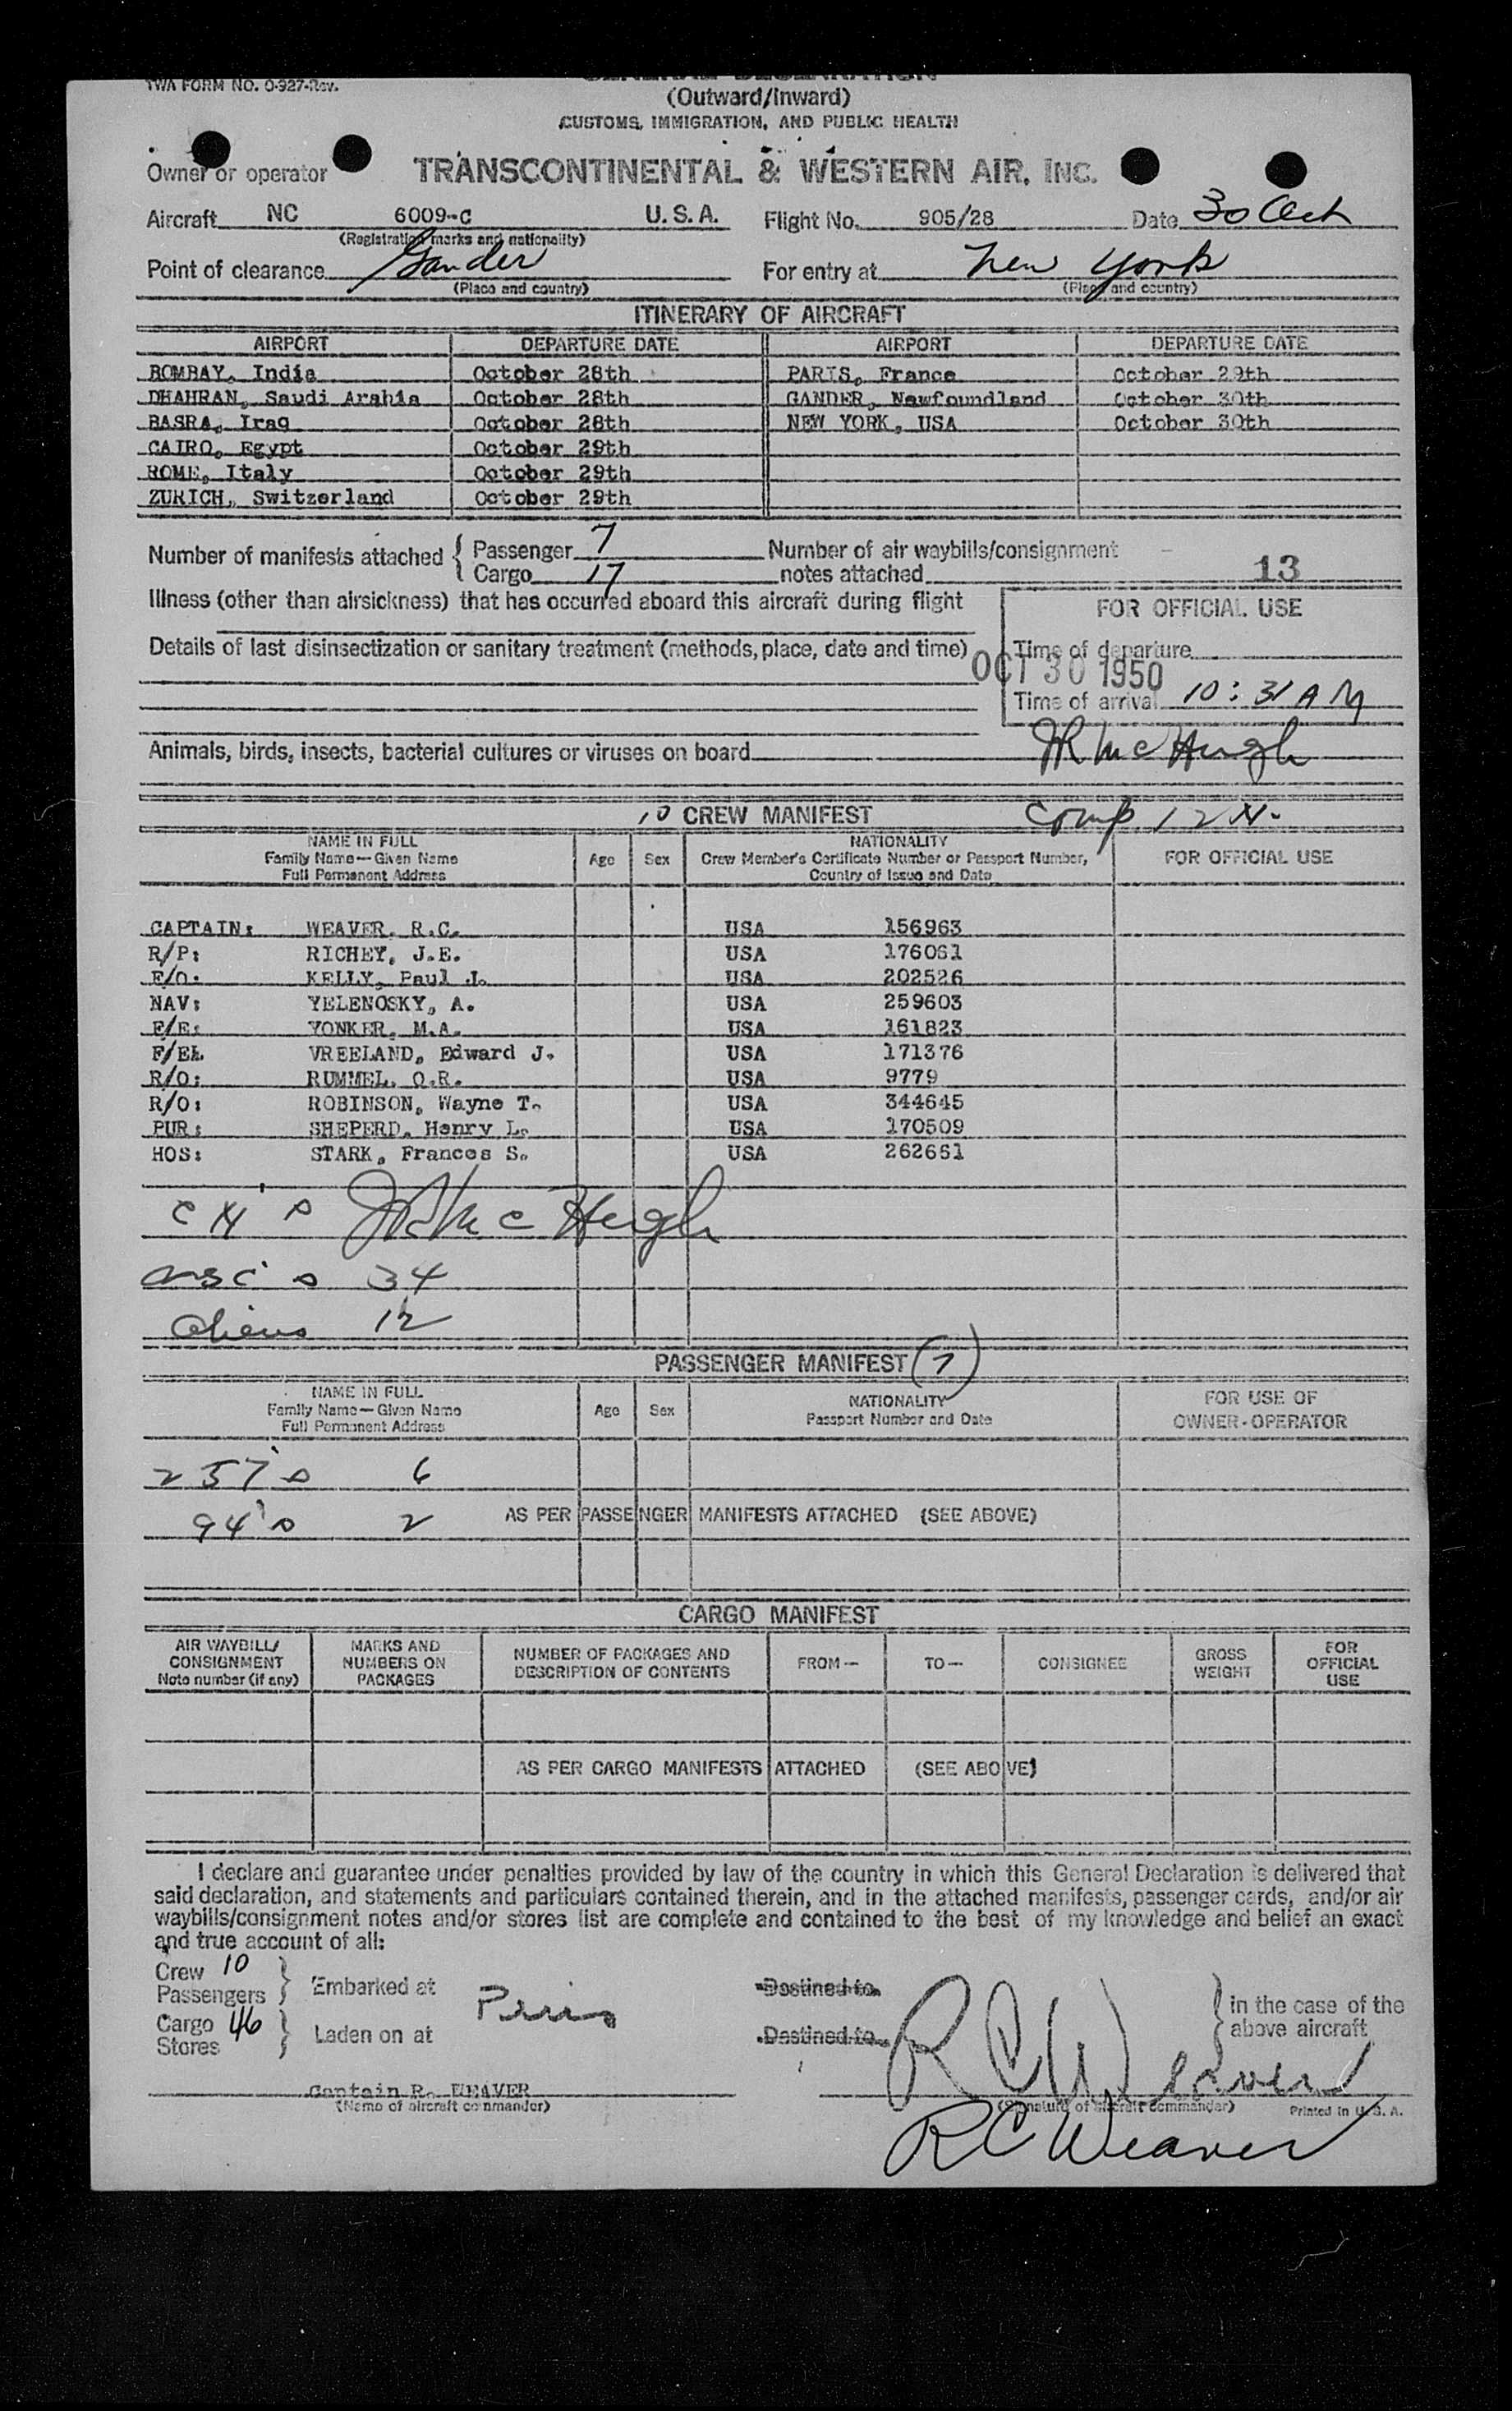 TWA FORM NO. 0-927-Rev.
GENERAL DECLARATION
(Outward/Inward)
CUSTOMS, IMMIGRATION, AND PUBLIC HEALTH
Owner or operator TRANSCONTINENTAL & WESTERN AIR, INC.
Aircraft NC 6009-C U.S.A. Flight No. 905/28 Date 30 Oct
(Registration marks and nationality)
Point of clearance Gander For entry at New York
(Place and country) (Place and country)
ITINERARY OF AIRCRAFT
AIRPORT DEPARTURE DATE AIRPORT DEPARTURE DATE
BOMBAY, India October 28th PARIS, France October 29th
DHAHRAN, Saudi Arabia October 28th GANDER, Newfoundland October 30th
BASRA, Iraq October 28th NEW YORK, USA October 30th
CAIRO, Egypt October 29th
ROME, Italy October 29th
ZURICH, Switzerland October 29th
Number of manifests attached { Passenger 7 Number of air waybills/consignment
Cargo 17 notes attached 13
Illness (other than airsickness) that has occurred aboard this aircraft during flight
FOR OFFICIAL USE
Details of last disinsectization or sanitary treatment (methods, place, date and time)
Time of departure
OCT 30 1950
Time of arrival 10:31 AM
Animals, birds, insects, bacterial cultures or viruses on board
McHugh
10 CREW MANIFEST Comp 12
NAME IN FULL
Family Name—Given Name
Full Permanent Address
Age Sex
NATIONALITY
Crew Member's Certificate Number or Passport Number,
Country of Issue and Date
FOR OFFICIAL USE
CAPTAIN: WEAVER, R.C. USA 156963
R/P: RICHEY, J.E. USA 176061
F/O: KELLY, Paul J. USA 202526
NAV: YELENOSKY, A. USA 259603
F/E: YONKER, M.A. USA 161823
F/E: VREELAND, Edward J. USA 171376
R/O: RUMMEL, O.R. USA 9779
R/O: ROBINSON, Wayne T. USA 344645
PUR: SHEPERD, Henry L. USA 170509
HOS: STARK, Frances S. USA 262661
McHugh
USC's 34
Aliens 12
PASSENGER MANIFEST (7)
NAME IN FULL
Family Name—Given Name
Full Permanent Address
Age Sex
NATIONALITY
Passport Number and Date
FOR USE OF
OWNER-OPERATOR
257's 6
94's 2 AS PER PASSENGER MANIFESTS ATTACHED (SEE ABOVE)
CARGO MANIFEST
AIR WAYBILL/
CONSIGNMENT
Note number (if any)
MARKS AND
NUMBERS ON
PACKAGES
NUMBER OF PACKAGES AND
DESCRIPTION OF CONTENTS
FROM— TO— CONSIGNEE
GROSS
WEIGHT
FOR
OFFICIAL
USE
AS PER CARGO MANIFESTS ATTACHED (SEE ABOVE)
I declare and guarantee under penalties provided by law of the country in which this General Declaration is delivered that
said declaration, and statements and particulars contained therein, and in the attached manifests, passenger cards, and/or air
waybills/consignment notes and/or stores list are complete and contained to the best of my knowledge and belief an exact
and true account of all:
Crew 10
Passengers } Embarked at Paris Destined to
Cargo 46
Stores } Laden on at Destined to
} in the case of the
above aircraft
R C Weaver
Captain R. WEAVER
(Name of aircraft commander) (Signature of aircraft commander) Printed in U.S.A.
R C Weaver